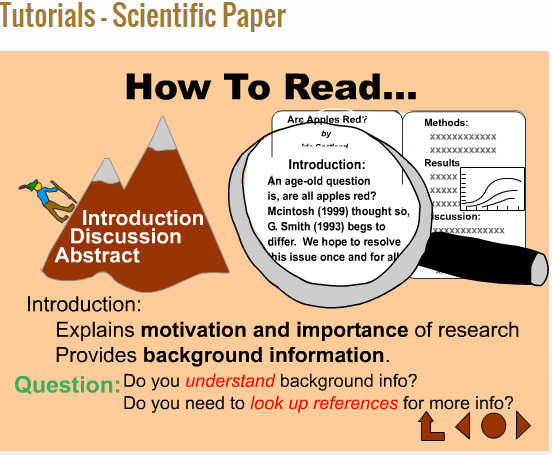 Tutorials - Scientific Paper
How To Read...
Are Apples Red?
by
Introduction:
An age-old question
is, are all apples red?
Mcintosh (1999) thought so,
G. Smith (1993) begs to
differ. We hope to resolve
this issue once and for all
Methods:
xxxxxxxxxxxx
xxxxxxxxxxxx
Results
xxxxx
xxxxx
xxxxx
iscussion:
xxxxxxxxxxxxx
Introduction
Discussion
Abstract
Introduction:
Explains motivation and importance of research
Provides background information.
Question: Do you understand background info?
Do you need to look up references for more info?